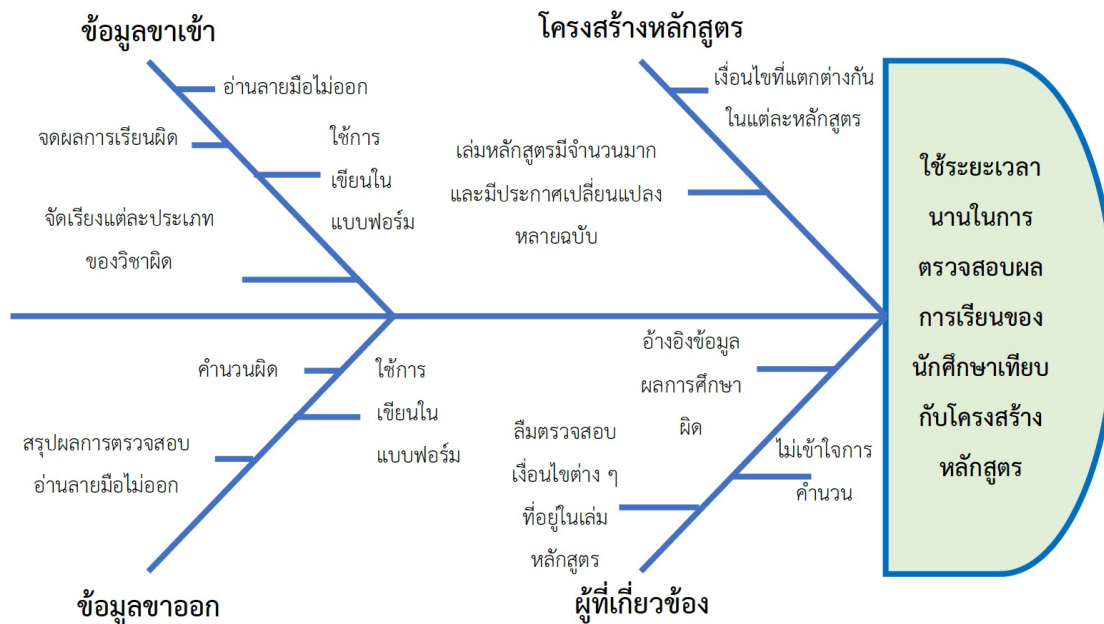 ข้อมูลขาเข้า
อ่านลายมือไม่ออก
จดผลการเรียนผิด
ใช้การ
เขียนใน
แบบฟอร์ม
จัดเรียงแต่ละประเภท
ของวิชาผิด
โครงสร้างหลักสูตร
เงื่อนไขที่แตกต่างกัน
ในแต่ละหลักสูตร
เล่มหลักสูตรมีจำนวนมาก
และมีประกาศเปลี่ยนแปลง
หลายฉบับ
ใช้ระยะเวลา
นานในการ
ตรวจสอบผล
การเรียนของ
นักศึกษาเทียบ
กับโครงสร้าง
หลักสูตร
คำนวนผิด
ใช้การ
เขียนใน
แบบฟอร์ม
สรุปผลการตรวจสอบ
อ่านลายมือไม่ออก
ข้อมูลขาออก
อ้างอิงข้อมูล
ผลการศึกษา
ผิด
ไม่เข้าใจการ
คำนวน
ลืมตรวจสอบ
เงื่อนไขต่าง ๆ
ที่อยู่ในเล่ม
หลักสูตร
ผู้ที่เกี่ยวข้อง